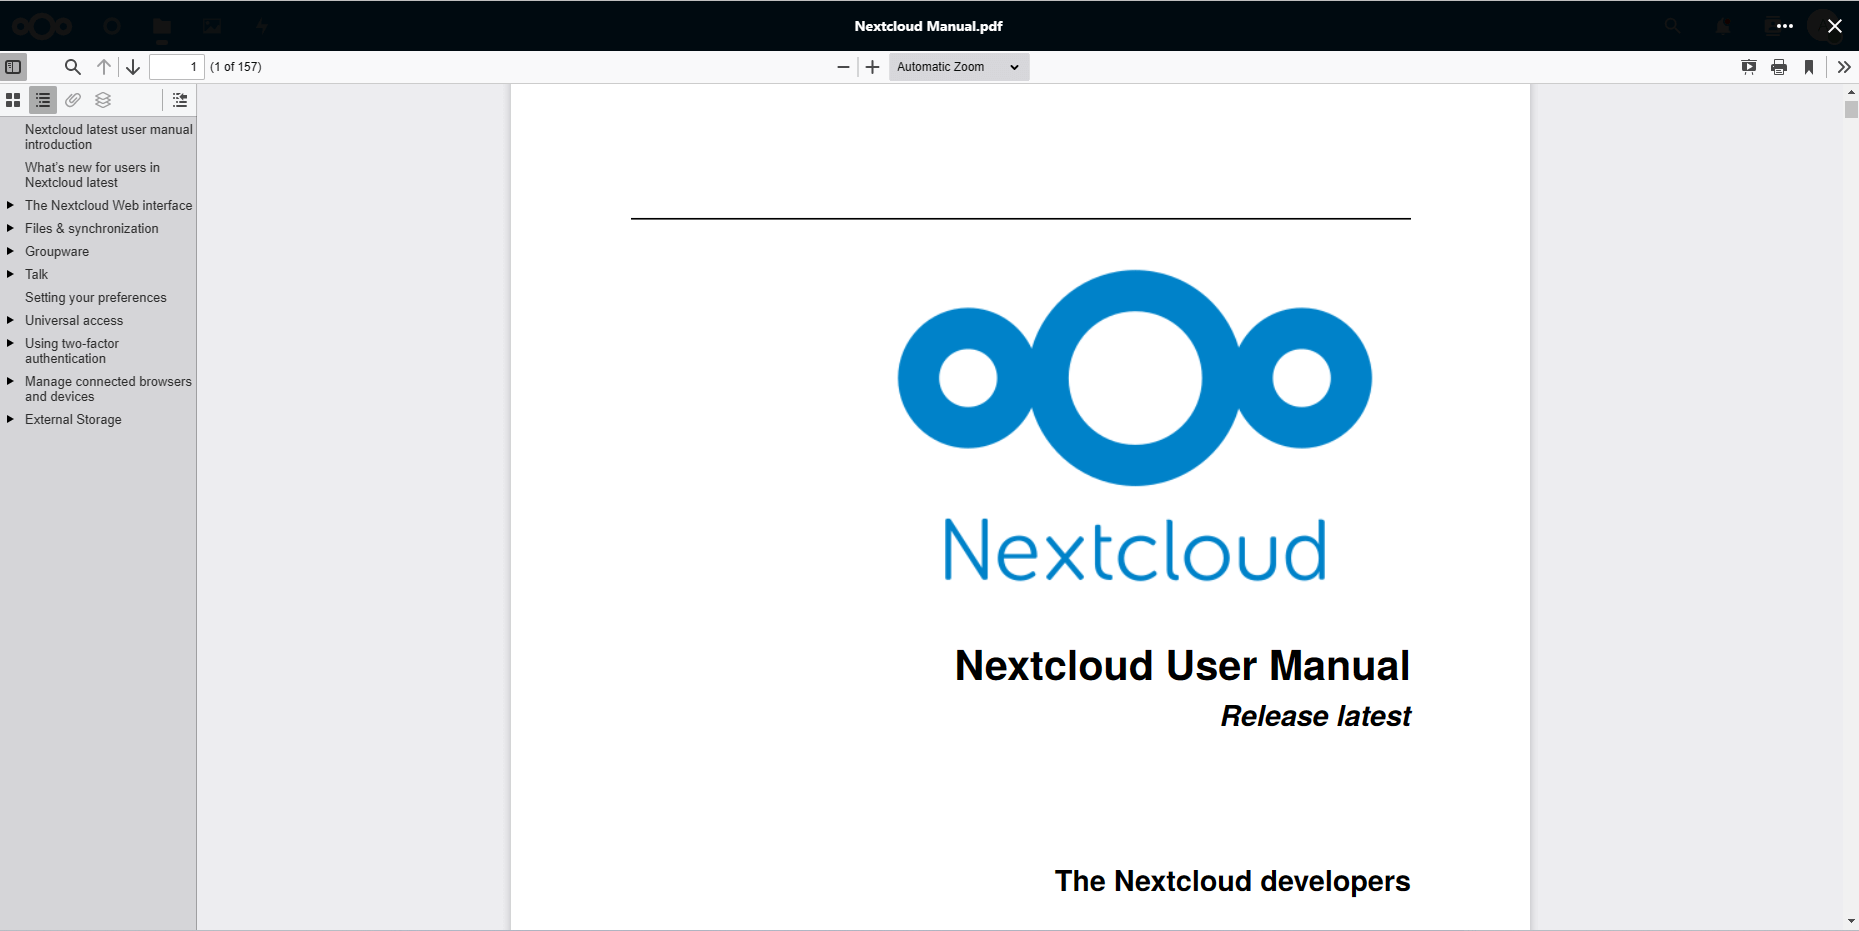 Nextcloud Manual.pdf
1 (1 of 157)
Automatic Zoom
Nextcloud latest user manual
introduction
What's new for users in
Nextcloud latest
The Nextcloud Web interface
Files & synchronization
Groupware
Talk
Setting your preferences
Universal access
Using two-factor
authentication
Manage connected browsers
and devices
External Storage
Nextcloud
Nextcloud User Manual
Release latest
The Nextcloud developers